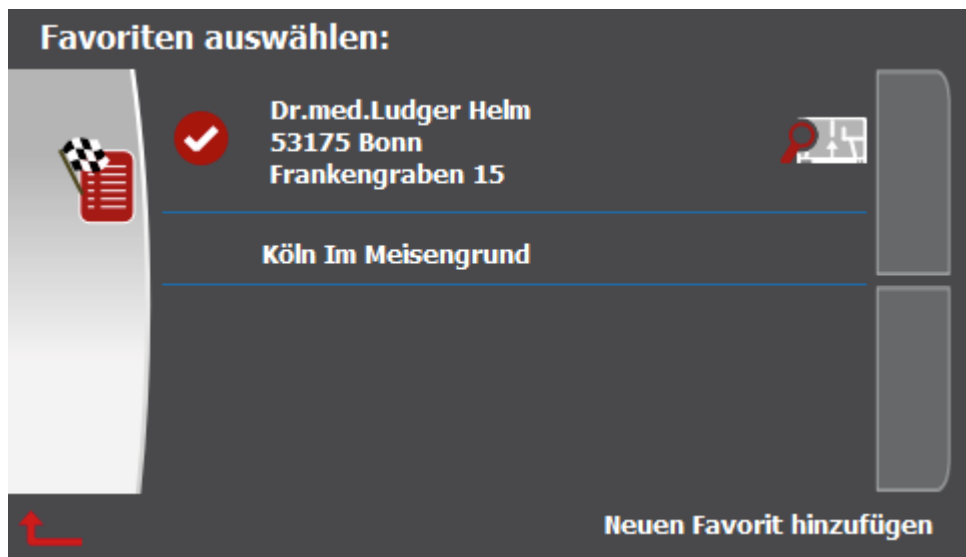 Favoriten auswählen:
Dr.med.Ludger Helm
53175 Bonn
Frankengraben 15
Köln Im Meisengrund
Neuen Favorit hinzufügen